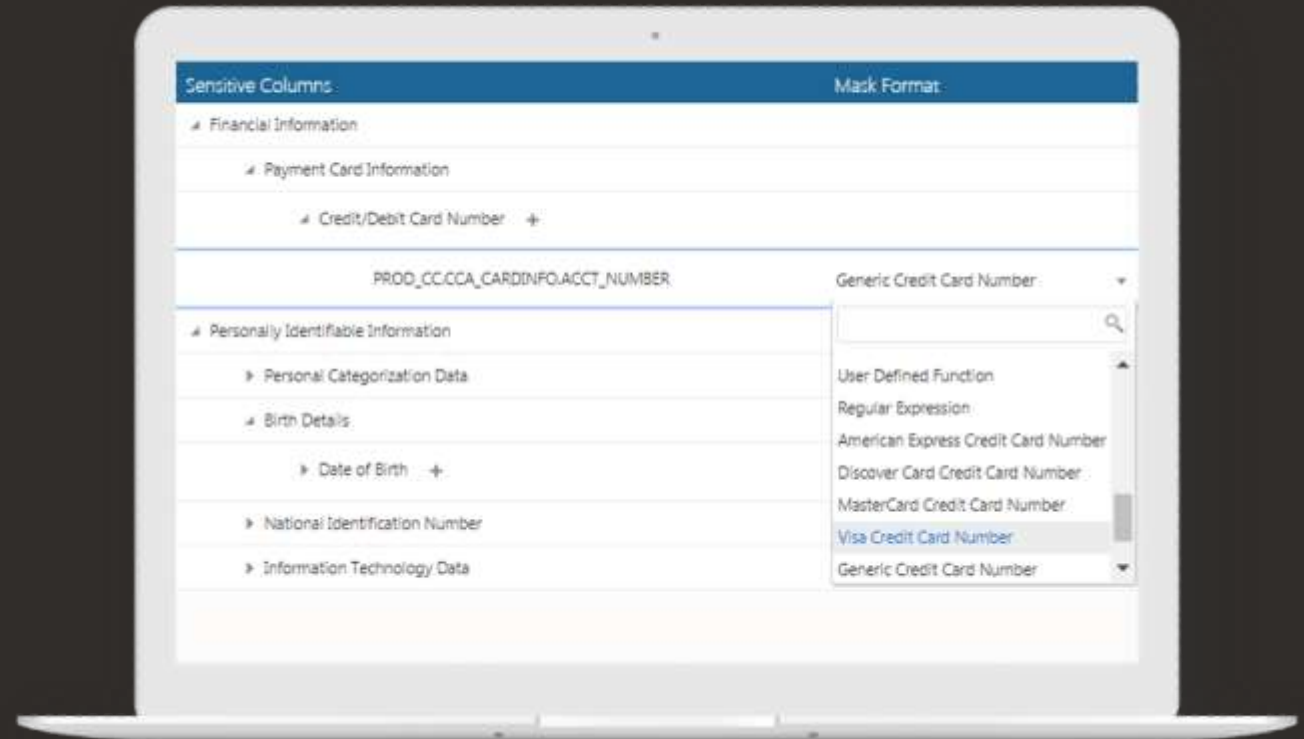 Sensitive Columns Mask Format
Financial Information
Payment Card Information
Credit/Debit Card Number +
PROD_CC.CCA_CARDINFO.ACCT_NUMBER Generic Credit Card Number
Personally Identifiable Information
Personal Categorization Data User Defined Function
Regular Expression
Birth Details
American Express Credit Card Number
Date of Birth + Discover Card Credit Card Number
MasterCard Credit Card Number
National Identification Number
Visa Credit Card Number
Information Technology Data Generic Credit Card Number